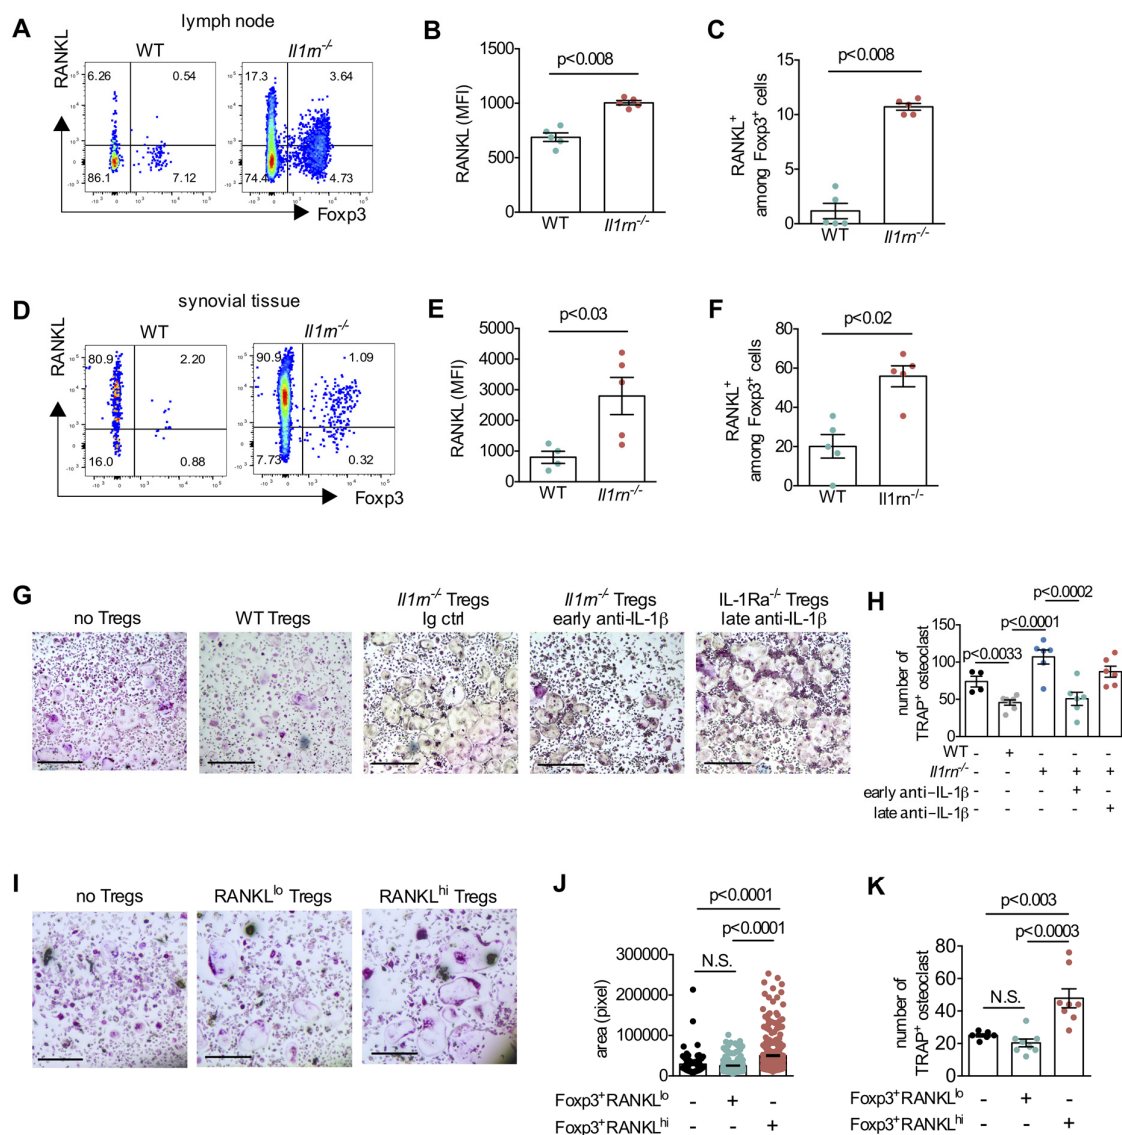 A
lymph node
WT
Il1rn-/-
RANKL
6.26
0.54
86.1
7.12
17.3
3.64
74.4
4.73
Foxp3
B
RANKL (MFI)
1500
1000
500
0
p<0.008
WT
Il1rn-/-
C
RANKL+
among Foxp3+ cells
15
10
5
0
p<0.008
WT
Il1rn-/-
D
synovial tissue
WT
Il1rn-/-
RANKL
80.9
2.20
16.0
0.88
90.9
1.09
7.73
0.32
Foxp3
E
RANKL (MFI)
5000
4000
3000
2000
1000
0
p<0.03
WT
Il1rn-/-
F
RANKL+
among Foxp3+ cells
80
60
40
20
0
p<0.02
WT
Il1rn-/-
G
no Tregs
WT Tregs
Il1rn-/- Tregs
Ig ctrl
Il1rn-/- Tregs
early anti-IL-1β
IL-1Ra-/- Tregs
late anti-IL-1β
H
number of
TRAP+ osteoclast
150
100
50
0
p<0.0002
p<0.0001
p<0.0033
WT - + - - -
Il1rn-/- - - + + +
early anti–IL-1β - - - + -
late anti–IL-1β - - - - +
I
no Tregs
RANKLlo Tregs
RANKLhi Tregs
J
area (pixel)
300000
200000
100000
0
p<0.0001
p<0.0001
N.S.
Foxp3+RANKLlo - + -
Foxp3+RANKLhi - - +
K
number of
TRAP+ osteoclast
80
60
40
20
0
p<0.003
p<0.0003
N.S.
Foxp3+RANKLlo - + -
Foxp3+RANKLhi - - +